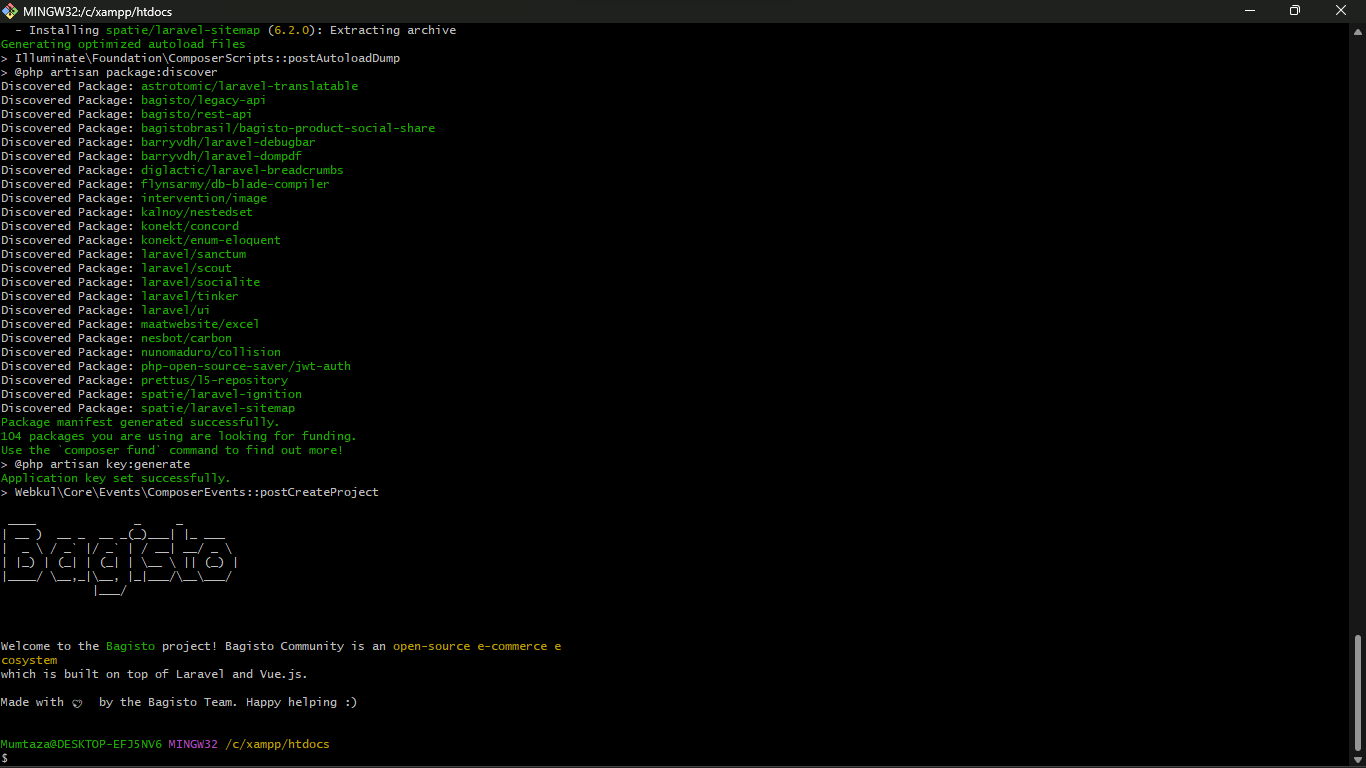 MINGW32:/c/xampp/htdocs
- Installing spatie/laravel-sitemap (6.2.0): Extracting archive
Generating optimized autoload files
> Illuminate\Foundation\ComposerScripts::postAutoloadDump
> @php artisan package:discover
Discovered Package: astrotomic/laravel-translatable
Discovered Package: bagisto/legacy-api
Discovered Package: bagisto/rest-api
Discovered Package: bagistobrasil/bagisto-product-social-share
Discovered Package: barryvdh/laravel-debugbar
Discovered Package: barryvdh/laravel-dompdf
Discovered Package: diglactic/laravel-breadcrumbs
Discovered Package: flynsarmy/db-blade-compiler
Discovered Package: intervention/image
Discovered Package: kalnoy/nestedset
Discovered Package: konekt/concord
Discovered Package: konekt/enum-eloquent
Discovered Package: laravel/sanctum
Discovered Package: laravel/scout
Discovered Package: laravel/socialite
Discovered Package: laravel/tinker
Discovered Package: laravel/ui
Discovered Package: maatwebsite/excel
Discovered Package: nesbot/carbon
Discovered Package: nunomaduro/collision
Discovered Package: php-open-source-saver/jwt-auth
Discovered Package: prettus/l5-repository
Discovered Package: spatie/laravel-ignition
Discovered Package: spatie/laravel-sitemap
Package manifest generated successfully.
104 packages you are using are looking for funding.
Use the `composer fund` command to find out more!
> @php artisan key:generate
Application key set successfully.
> Webkul\Core\Events\ComposerEvents::postCreateProject
Bagisto
Welcome to the Bagisto project! Bagisto Community is an open-source e-commerce e
cosystem
which is built on top of Laravel and Vue.js.
Made with 💖 by the Bagisto Team. Happy helping :)
Mumtaza@DESKTOP-EFJ5NV6 MINGW32 /c/xampp/htdocs
$